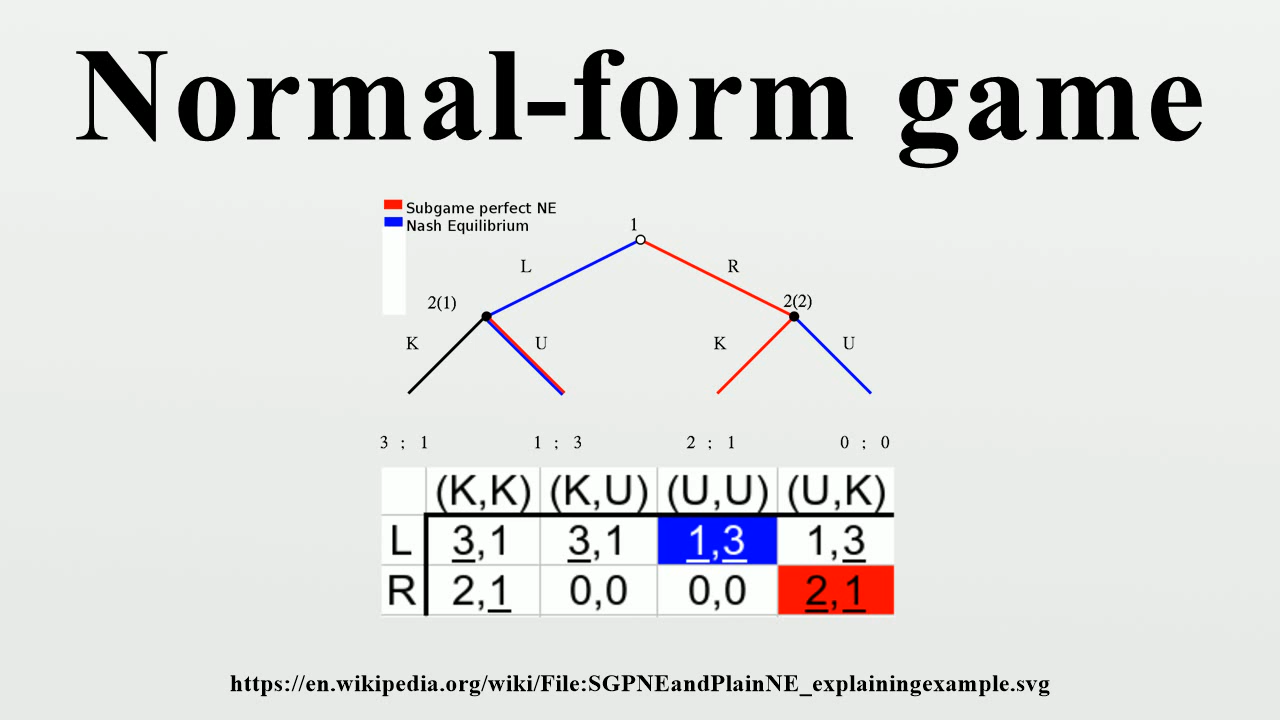 Normal-form game
Subgame perfect NE
Nash Equilibrium
1
L R
2(1) 2(2)
K U K U
3 ; 1 1 ; 3 2 ; 1 0 ; 0
(K,K) (K,U) (U,U) (U,K)
L 3,1 3,1 1,3 1,3
R 2,1 0,0 0,0 2,1
https://en.wikipedia.org/wiki/File:SGPNEandPlainNE_explainingexample.svg